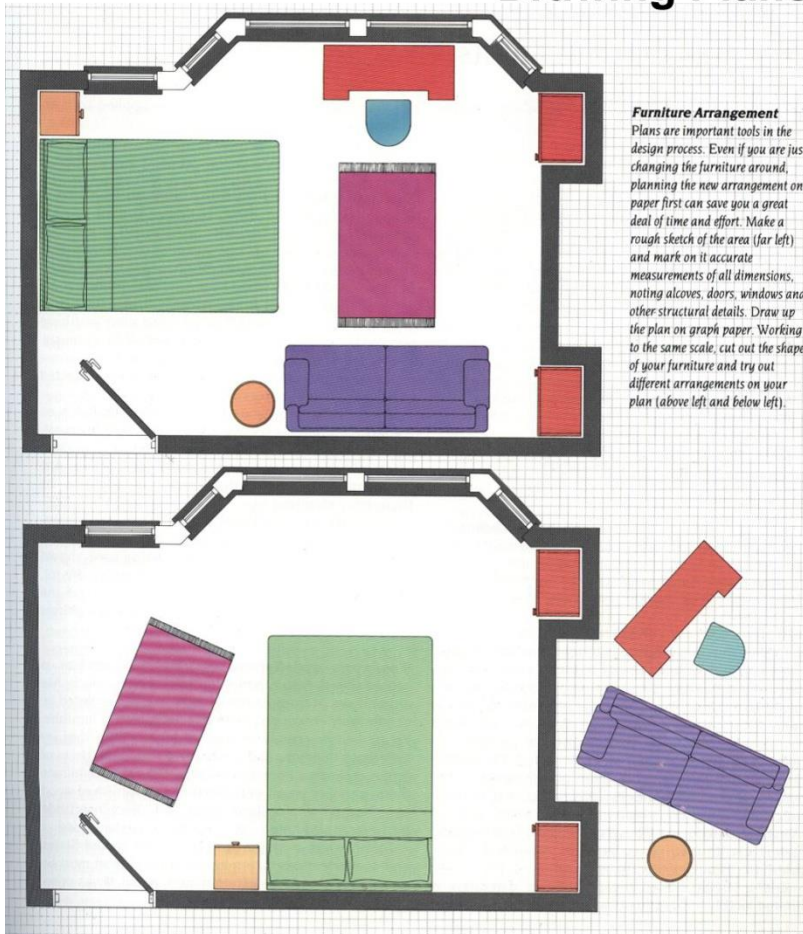 Furniture Arrangement
Plans are important tools in the
design process. Even if you are jus
changing the furniture around,
planning the new arrangement on
paper first can save you a great
deal of time and effort. Make a
rough sketch of the area (far left)
and mark on it accurate
measurements of all dimensions,
noting alcoves, doors, windows and
other structural details. Draw up
the plan on graph paper. Working
to the same scale, cut out the shape
of your furniture and try out
different arrangements on your
plan (above left and below left).